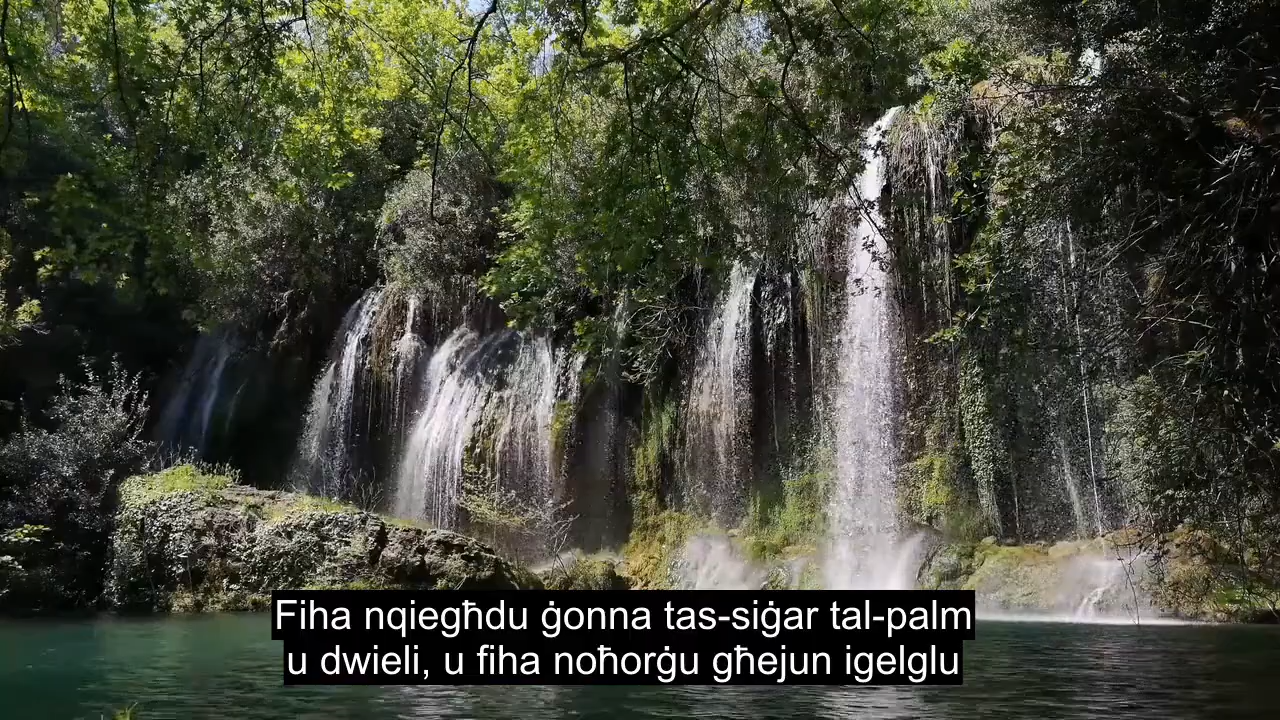 Fiha nqiegħdu ġonna tas-siġar tal-palm
u dwieli, u fiha noħorġu għejun igelglu